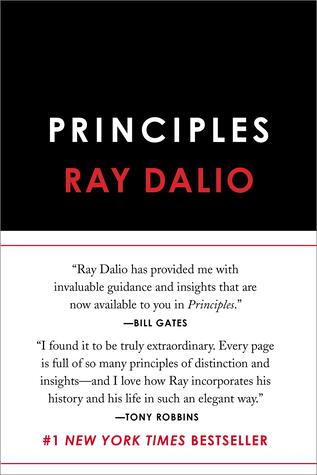 PRINCIPLES
RAY DALIO
“Ray Dalio has provided me with
invaluable guidance and insights that are
now available to you in Principles.”
—BILL GATES
“I found it to be truly extraordinary. Every page
is full of so many principles of distinction and
insights—and I love how Ray incorporates his
history and his life in such an elegant way.”
—TONY ROBBINS
#1 NEW YORK TIMES BESTSELLER